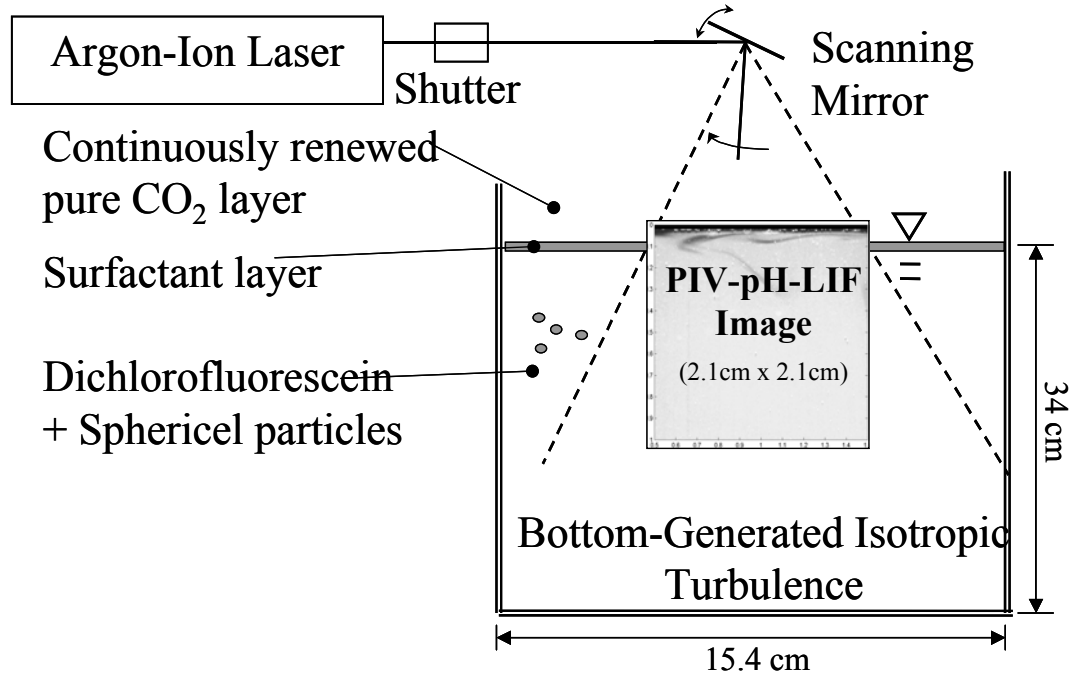 Argon-Ion Laser
Shutter
Scanning
Mirror
Continuously renewed
pure CO₂ layer
Surfactant layer
PIV-pH-LIF
Image
(2.1cm x 2.1cm)
Dichlorofluorescein
+ Sphericel particles
34 cm
Bottom-Generated Isotropic
Turbulence
15.4 cm